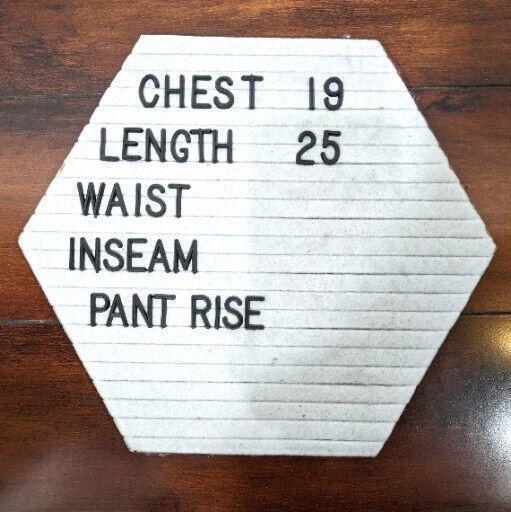 CHEST 19
LENGTH 25
WAIST
INSEAM
PANT RISE